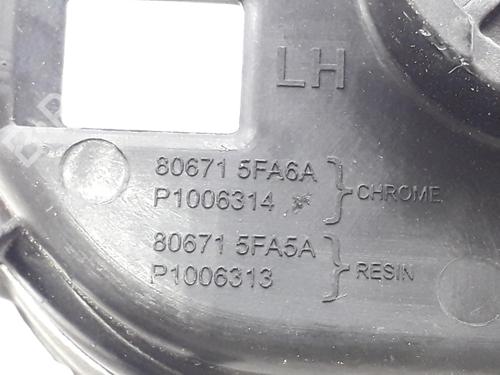 LH
80671 5FA6A
P1006314 } CHROME
80671 5FA5A
P1006313 } RESIN